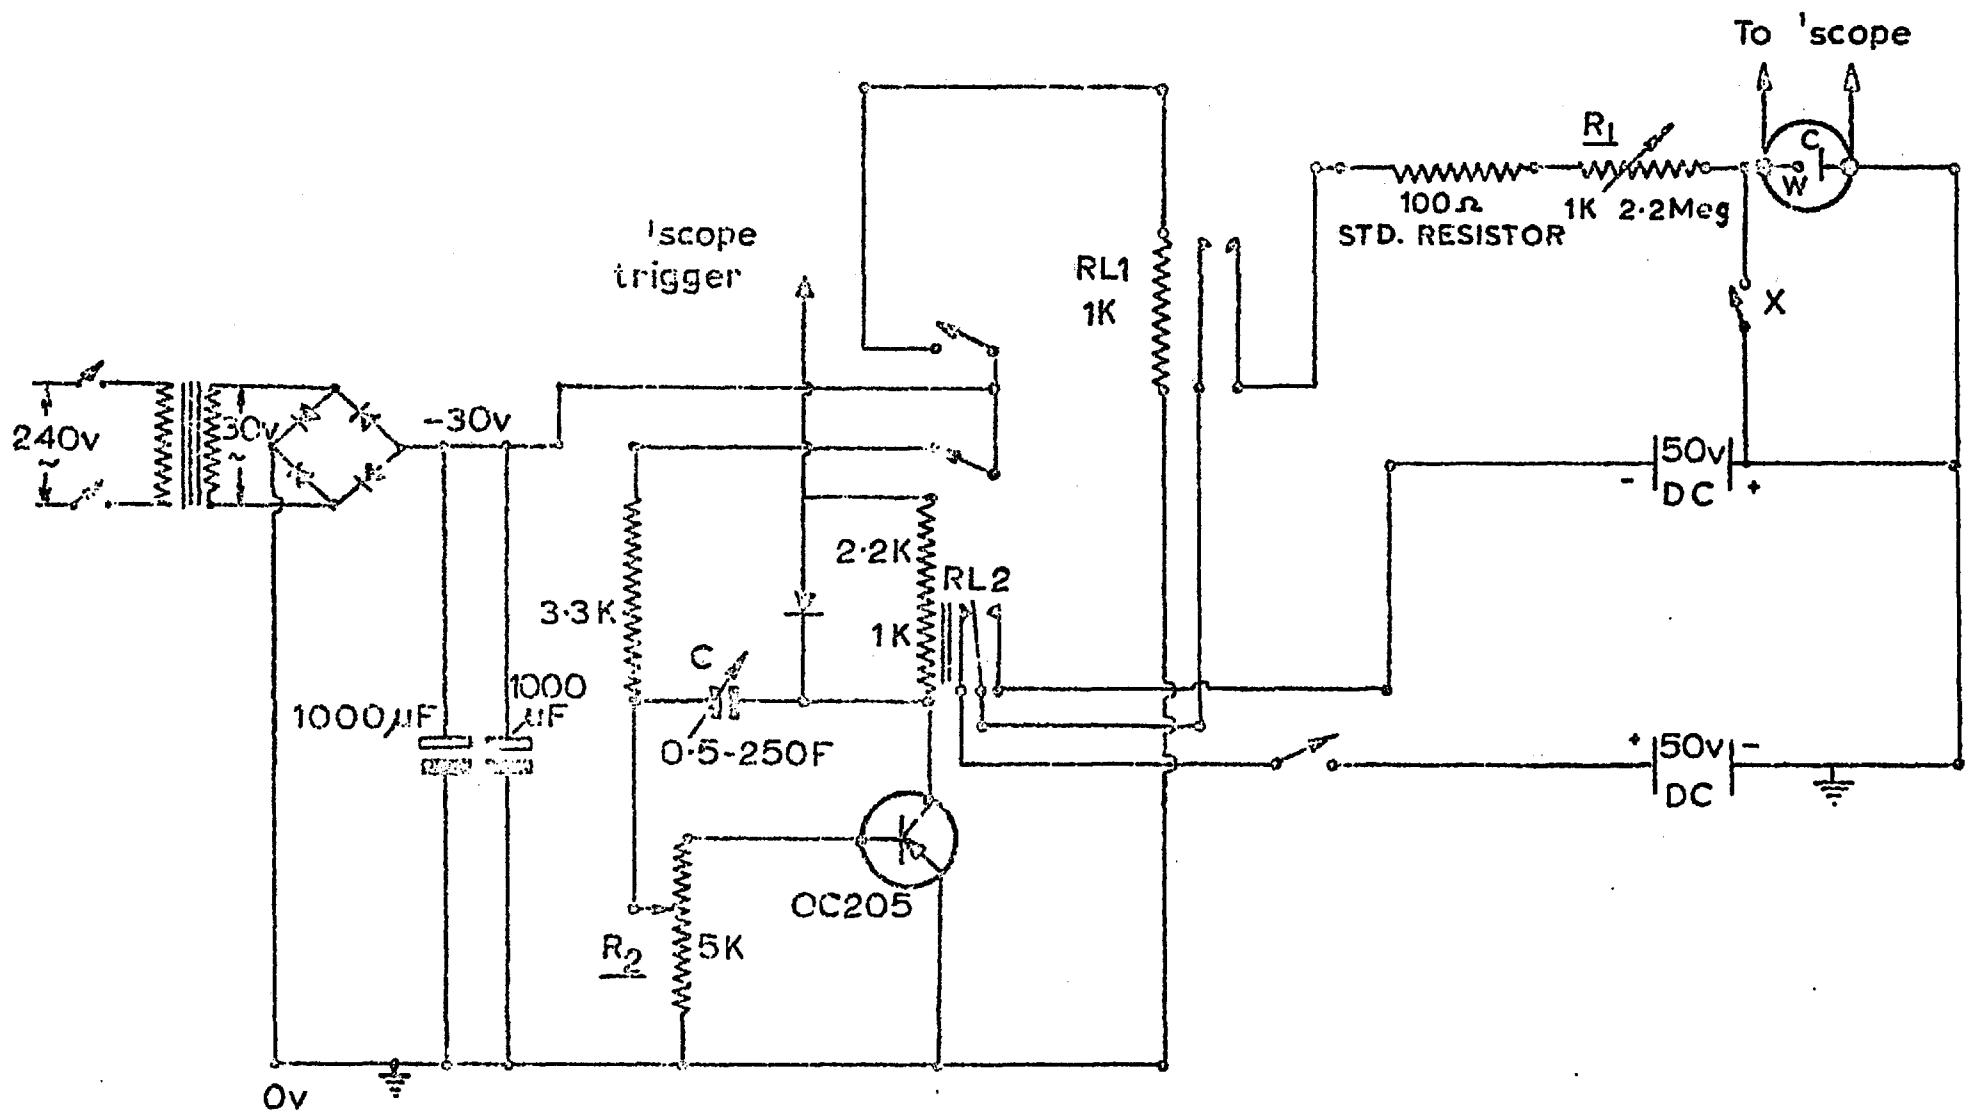 To 'scope
R1
C
W
100Ω
1K 2.2Meg
STD. RESISTOR
'scope
trigger
RL1
1K
X
240v
~
30v
~
-30v
50v
- DC +
2.2K
RL2
3.3K
1K
C
1000µF
1000
µF
0.5-250F
+ 50v -
DC
OC205
R2
5K
0v